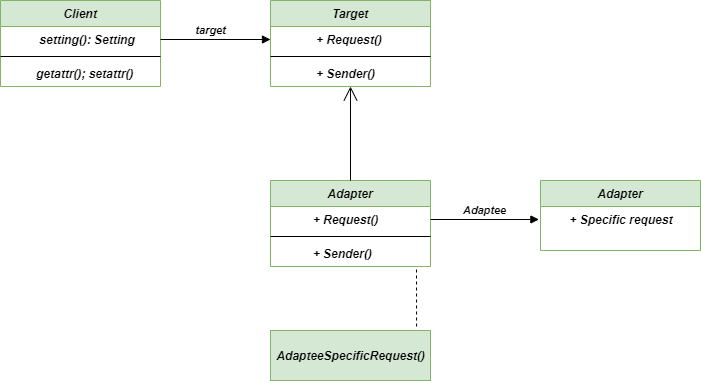 Client
setting(): Setting
getattr(); setattr()
target
Target
+ Request()
+ Sender()
Adapter
+ Request()
+ Sender()
Adaptee
Adapter
+ Specific request
AdapteeSpecificRequest()